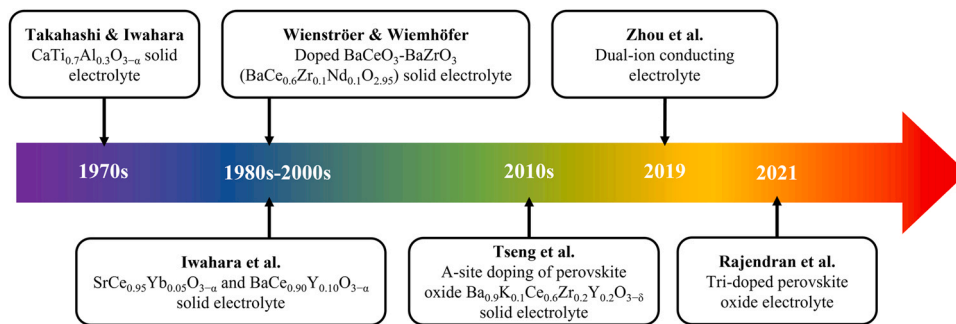 Takahashi & Iwahara
CaTi₀.₇Al₀.₃O₃₋α solid
electrolyte
Wienströer & Wiemhöfer
Doped BaCeO₃-BaZrO₃
(BaCe₀.₆Zr₀.₁Nd₀.₁O₂.₉₅) solid electrolyte
Zhou et al.
Dual-ion conducting
electrolyte
1970s
1980s-2000s
2010s
2019
2021
Iwahara et al.
SrCe₀.₉₅Yb₀.₀₅O₃₋α and BaCe₀.₉₀Y₀.₁₀O₃₋α
solid electrolyte
Tseng et al.
A-site doping of perovskite
oxide Ba₀.₉K₀.₁Ce₀.₆Zr₀.₂Y₀.₂O₃₋δ
solid electrolyte
Rajendran et al.
Tri-doped perovskite
oxide electrolyte